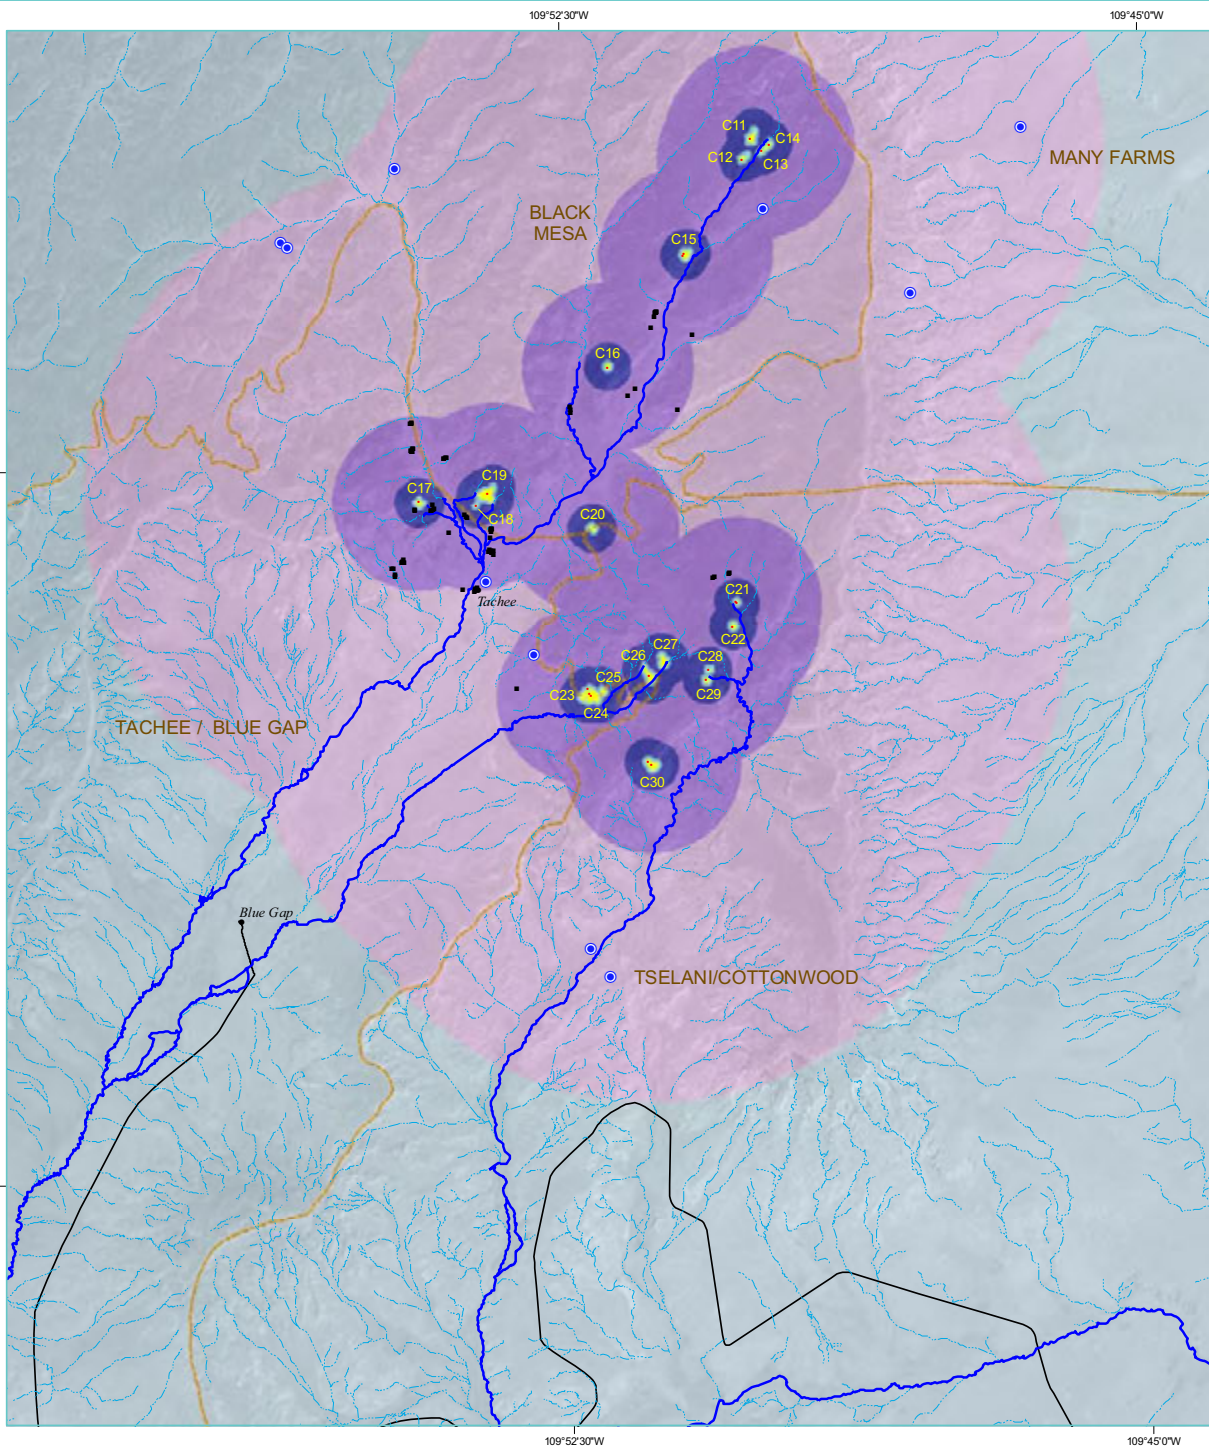 109°52'30"W
109°45'0"W
C11
C14
C12
C13
MANY FARMS
BLACK
MESA
C15
C16
C19
C17
C18
C20
C21
Tachee
C22
C27
C26
C28
C25
C23
C29
C24
TACHEE / BLUE GAP
C30
Blue Gap
TSELANI/COTTONWOOD
109°52'30"W
109°45'0"W